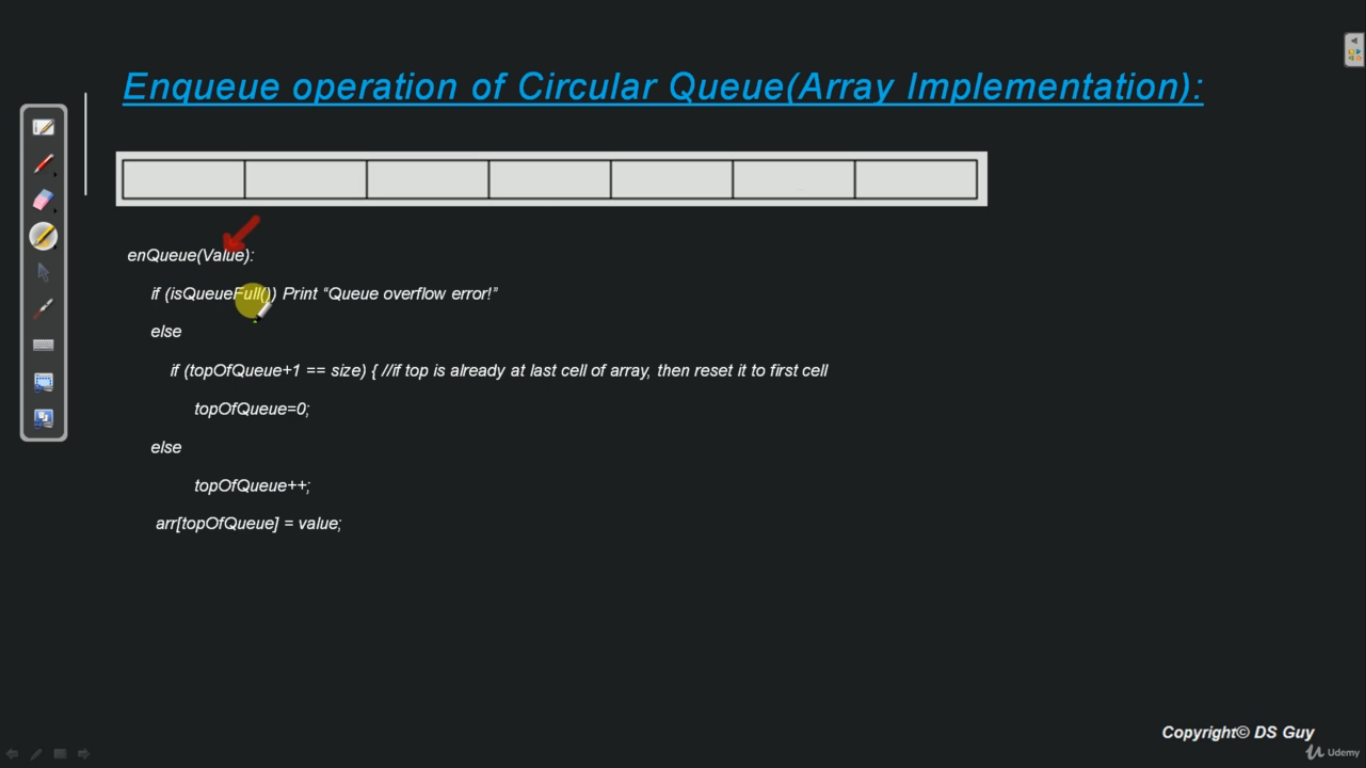 Enqueue operation of Circular Queue(Array Implementation):
enQueue(Value):
if (isQueueFull()) Print “Queue overflow error!”
else
if (topOfQueue+1 == size) { //if top is already at last cell of array, then reset it to first cell
topOfQueue=0;
else
topOfQueue++;
arr[topOfQueue] = value;
Copyright© DS Guy
Udemy